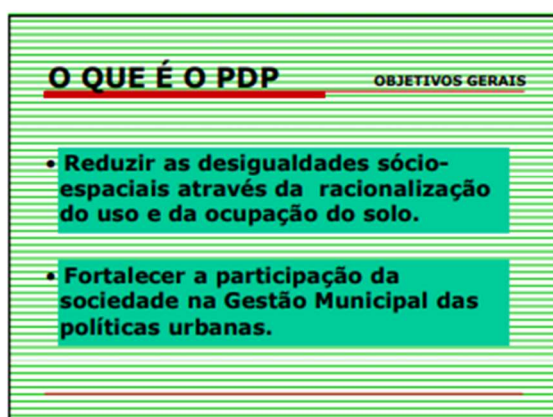 O QUE É O PDP OBJETIVOS GERAIS
• Reduzir as desigualdades sócio-
espaciais através da racionalização
do uso e da ocupação do solo.
• Fortalecer a participação da
sociedade na Gestão Municipal das
políticas urbanas.